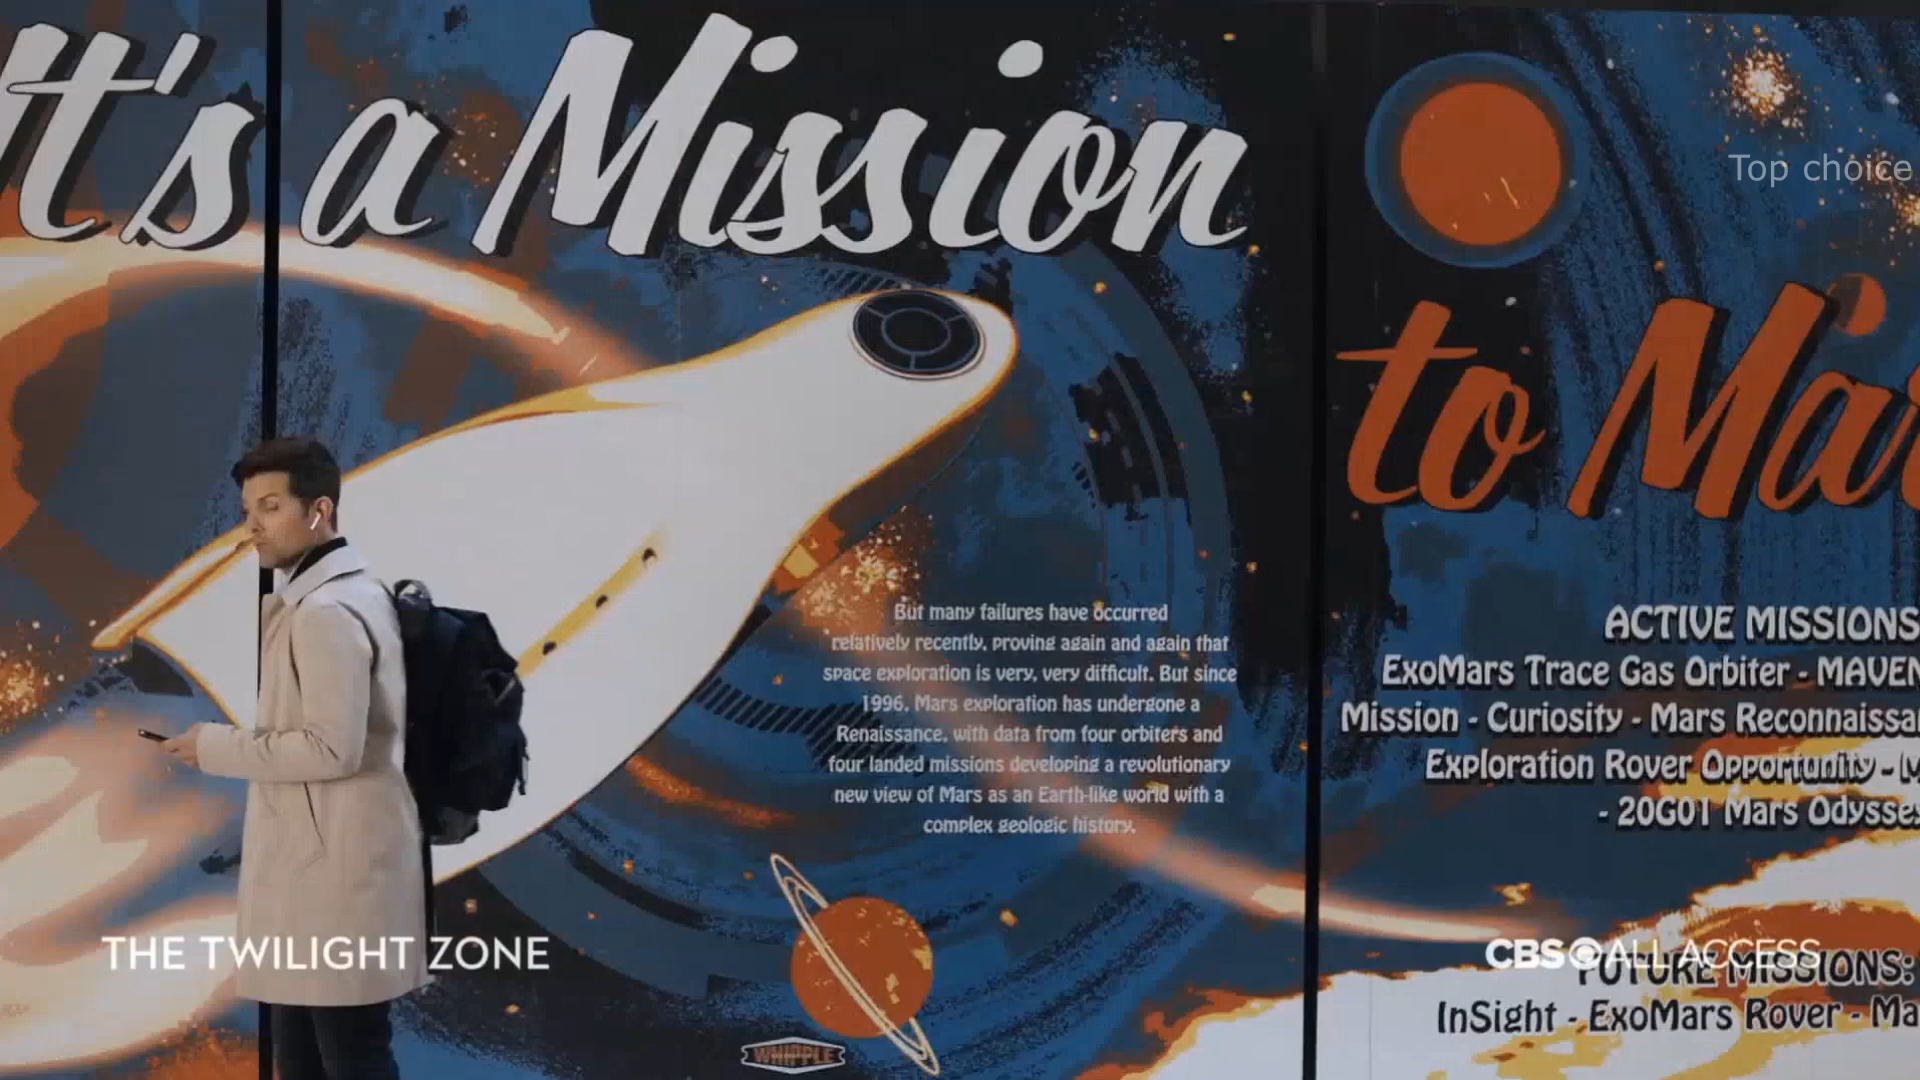 It's a Mission
to Mar
Top choice
But many failures have occurred
relatively recently, proving again and again that
space exploration is very, very difficult. But since
1996, Mars exploration has undergone a
Renaissance, with data from four orbiters and
four landed missions developing a revolutionary
new view of Mars as an Earth-like world with a
complex geologic history.
ACTIVE MISSIONS
ExoMars Trace Gas Orbiter - MAVEN
Mission - Curiosity - Mars Reconnaissa
Exploration Rover Opportunity - M
- 20G01 Mars Odysse
FUTURE MISSIONS:
InSight - ExoMars Rover - Ma
WHIPPLE
THE TWILIGHT ZONE
CBS ALL ACCESS